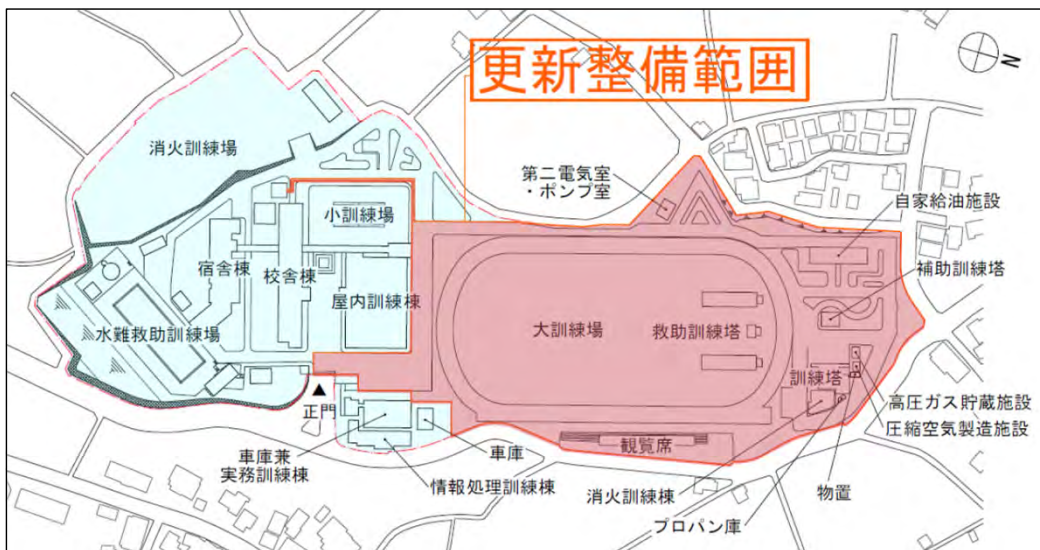 更新整備範囲
N
消火訓練場
第二電気室
・ポンプ室
自家給油施設
小訓練場
補助訓練塔
宿舎棟
校舎棟
屋内訓練棟
水難救助訓練場
大訓練場
救助訓練塔
訓練塔
高圧ガス貯蔵施設
圧縮空気製造施設
正門
車庫兼
実務訓練棟
車庫
情報処理訓練棟
観覧席
消火訓練棟
物置
プロパン庫